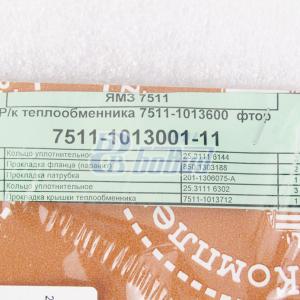 ЯМЗ 7511
Р/к теплообменника 7511-1013600 фтор
7511-1013001-11
Кольцо уплотнительное 25.3111 6144
Прокладка фланца
Прокладка патрубка 201-1306075-А
Кольцо уплотнительное 25.3111 6302
Прокладка крышки теплообменника 7511-1013712
КОМПЛЕ